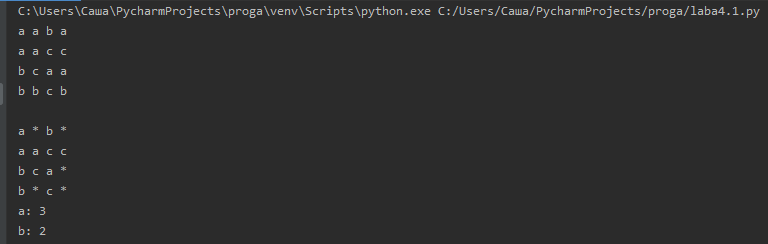 C:\Users\Саша\PycharmProjects\proga\venv\Scripts\python.exe C:/Users/Саша/PycharmProjects/proga/laba4.1.py
a a b a
a a c c
b c a a
b b c b
a * b *
a a c c
b c a *
b * c *
a: 3
b: 2